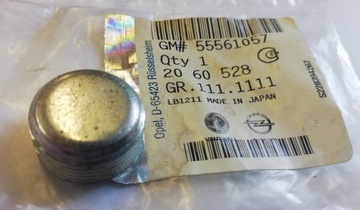 Opel, D-65423 Rüsselsheim
GM# 55561057
Qty 1
20 60 528
GR.111.1111
LB1211 MADE IN JAPAN